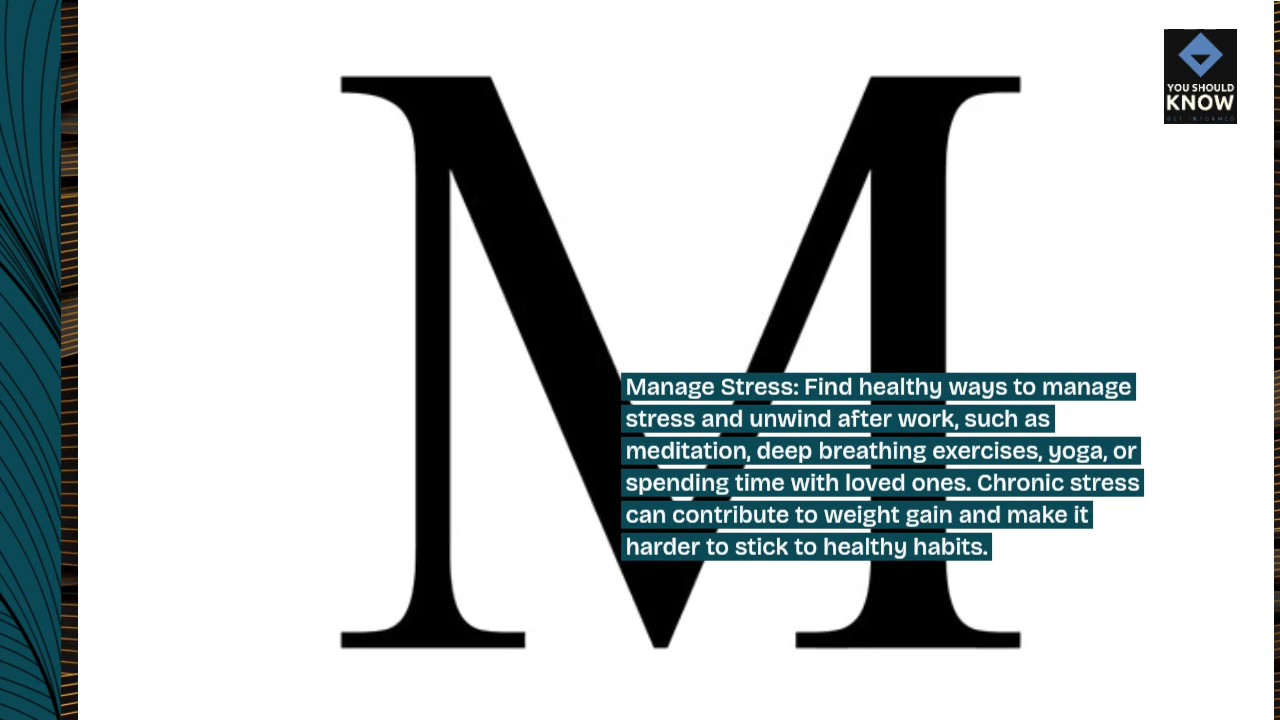 M
YOU SHOULD
KNOW
GET INFORMED
Manage Stress: Find healthy ways to manage
stress and unwind after work, such as
meditation, deep breathing exercises, yoga, or
spending time with loved ones. Chronic stress
can contribute to weight gain and make it
harder to stick to healthy habits.